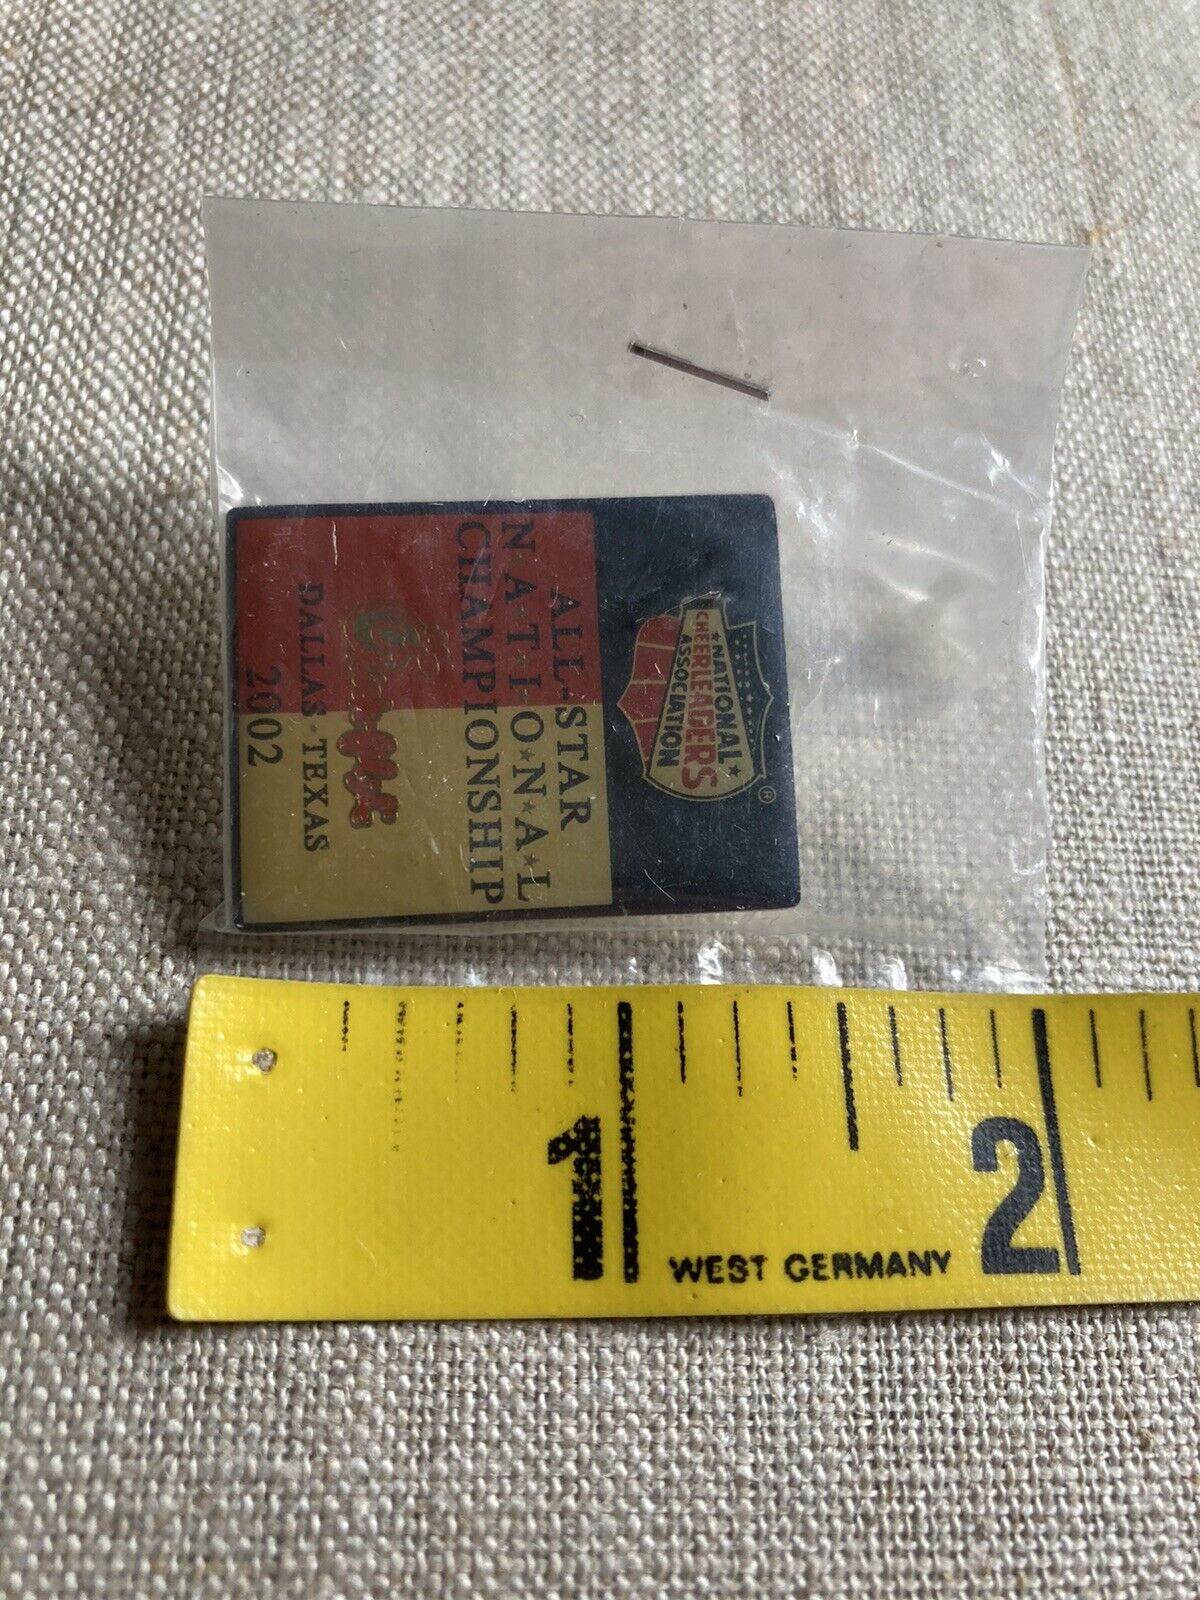 ★NATIONAL★
CHEERLEADERS
ASSOCIATION
®
ALL-STAR
N★A★T★I★O★N★A★L
CHAMPIONSHIP
DALLAS★TEXAS
2002
1
2
WEST GERMANY